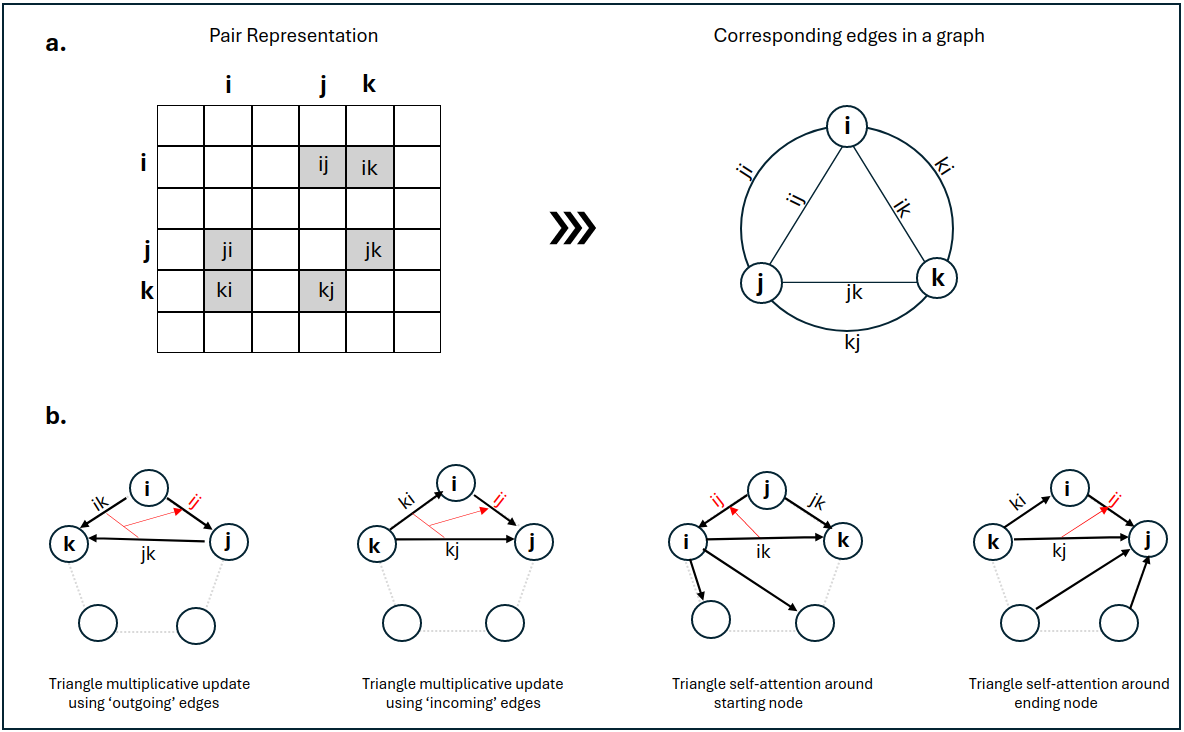 a.
Pair Representation
Corresponding edges in a graph
i j k
i ij ik
j ji jk
k ki kj
i
ji
ki
ij
ik
j
k
jk
kj
b.
i
ik
ij
k
j
jk
i
ki
ij
k
j
kj
j
ij
jk
i
k
ik
i
ki
ij
k
j
kj
Triangle multiplicative update
using ‘outgoing’ edges
Triangle multiplicative update
using ‘incoming’ edges
Triangle self-attention around
starting node
Triangle self-attention around
ending node